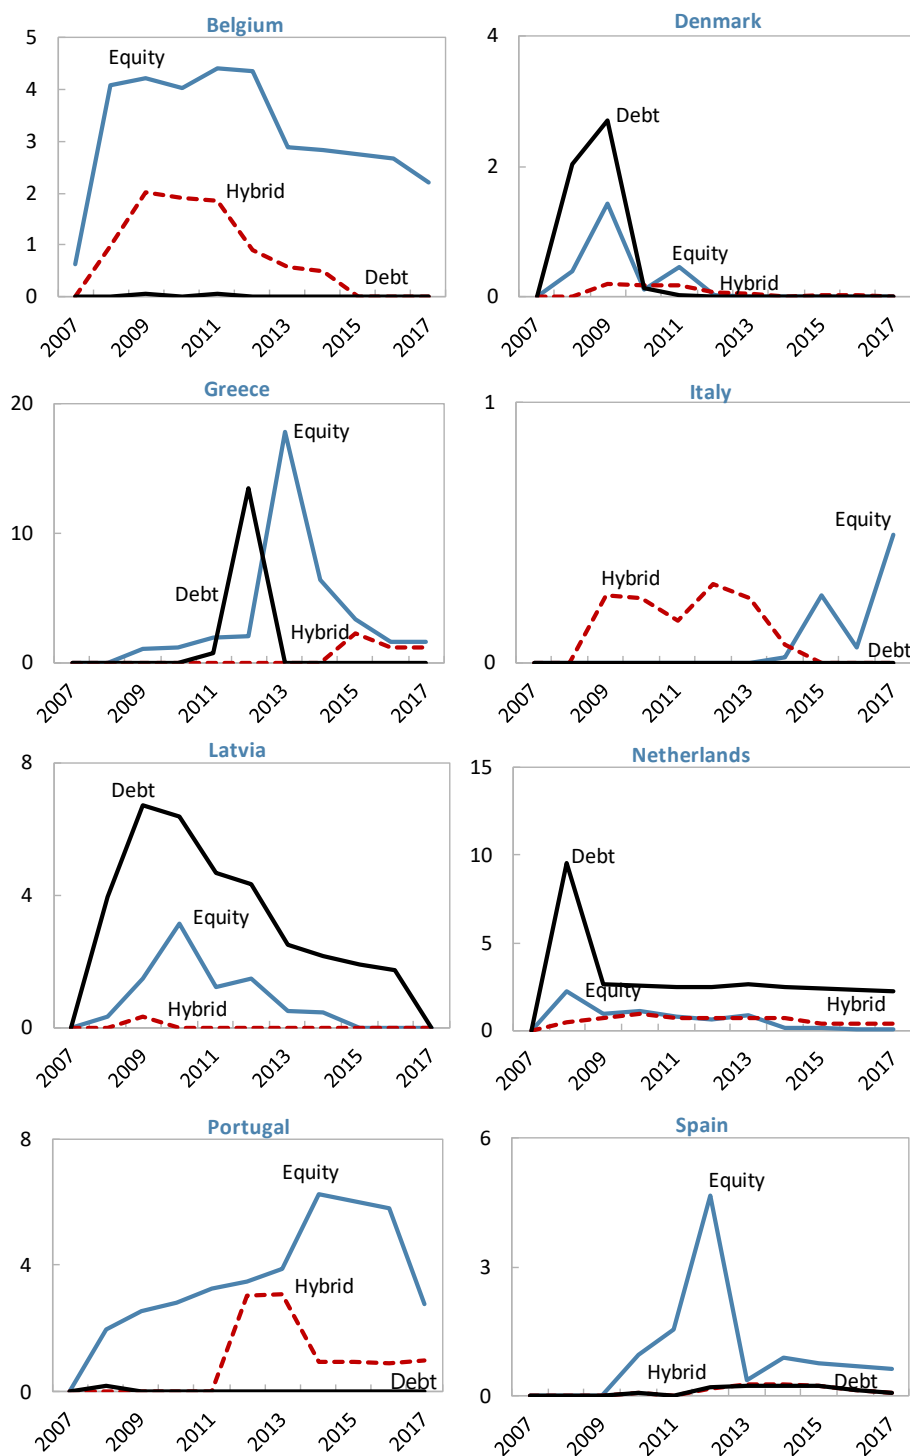 Belgium
5
4
3
2
1
0
Equity
Hybrid
Debt
2007
2009
2011
2013
2015
2017
Denmark
4
2
0
Debt
Equity
Hybrid
2007
2009
2011
2013
2015
2017
Greece
20
10
0
Equity
Debt
Hybrid
2007
2009
2011
2013
2015
2017
Italy
1
0
Equity
Hybrid
Debt
2007
2009
2011
2013
2015
2017
Latvia
8
4
0
Debt
Equity
Hybrid
2007
2009
2011
2013
2015
2017
Netherlands
15
10
5
0
Debt
Equity
Hybrid
2007
2009
2011
2013
2015
2017
Portugal
8
4
0
Equity
Hybrid
Debt
2007
2009
2011
2013
2015
2017
Spain
6
3
0
Equity
Hybrid
Debt
2007
2009
2011
2013
2015
2017